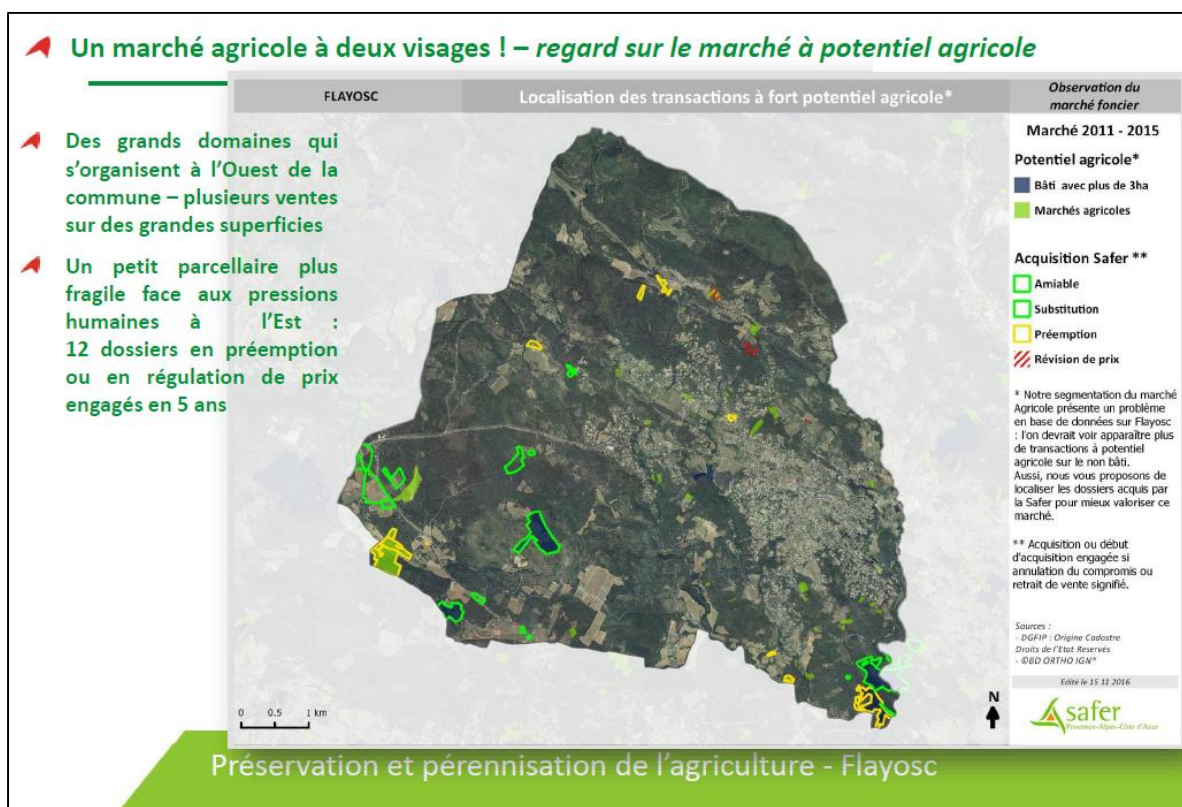 Un marché agricole à deux visages ! – regard sur le marché à potentiel agricole
Des grands domaines qui
s'organisent à l'Ouest de la
commune – plusieurs ventes
sur des grandes superficies
Un petit parcellaire plus
fragile face aux pressions
humaines à l'Est :
12 dossiers en préemption
ou en régulation de prix
engagés en 5 ans
FLAYOSC
Localisation des transactions à fort potentiel agricole*
Observation du
marché foncier
Marché 2011 - 2015
Potentiel agricole*
Bâti avec plus de 3ha
Marchés agricoles
Acquisition Safer **
Amiable
Substitution
Préemption
Révision de prix
* Notre segmentation du marché
Agricole présente un problème
en base de données sur Flayosc
: l'on devrait voir apparaître plus
de transactions à potentiel
agricole sur le non bâti.
Aussi, nous vous proposons de
localiser les dossiers acquis par
la Safer pour mieux valoriser ce
marché.
** Acquisition ou début
d'acquisition engagée si
annulation du compromis ou
retrait de vente signifié.
Sources :
- DGFIP : Origine Cadastre
Droits de l'Etat Reservés
- ©BD ORTHO IGN®
Edité le 15 11 2016
safer
Provence-Alpes-Côte d'Azur
N
0 0.5 1 km
Préservation et pérennisation de l'agriculture - Flayosc